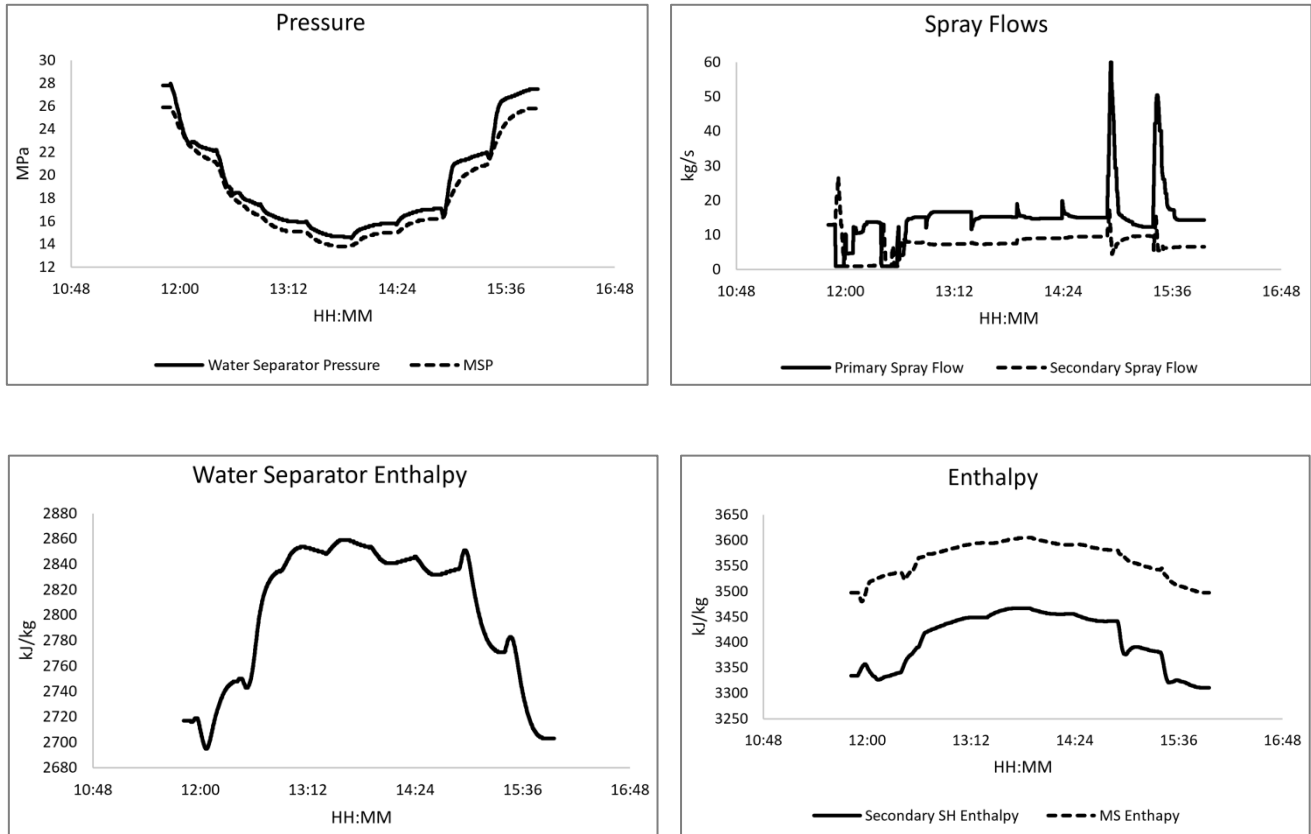 Pressure
30
28
26
24
22
20
18
16
14
12
MPa
10:48 12:00 13:12 14:24 15:36 16:48
HH:MM
Water Separator Pressure MSP
Spray Flows
60
50
40
30
20
10
0
kg/s
10:48 12:00 13:12 14:24 15:36 16:48
HH:MM
Primary Spray Flow Secondary Spray Flow
Water Separator Enthalpy
2880
2860
2840
2820
2800
2780
2760
2740
2720
2700
2680
kJ/kg
10:48 12:00 13:12 14:24 15:36 16:48
HH:MM
Enthalpy
3650
3600
3550
3500
3450
3400
3350
3300
3250
kJ/kg
10:48 12:00 13:12 14:24 15:36 16:48
HH:MM
Secondary SH Enthalpy MS Enthapy